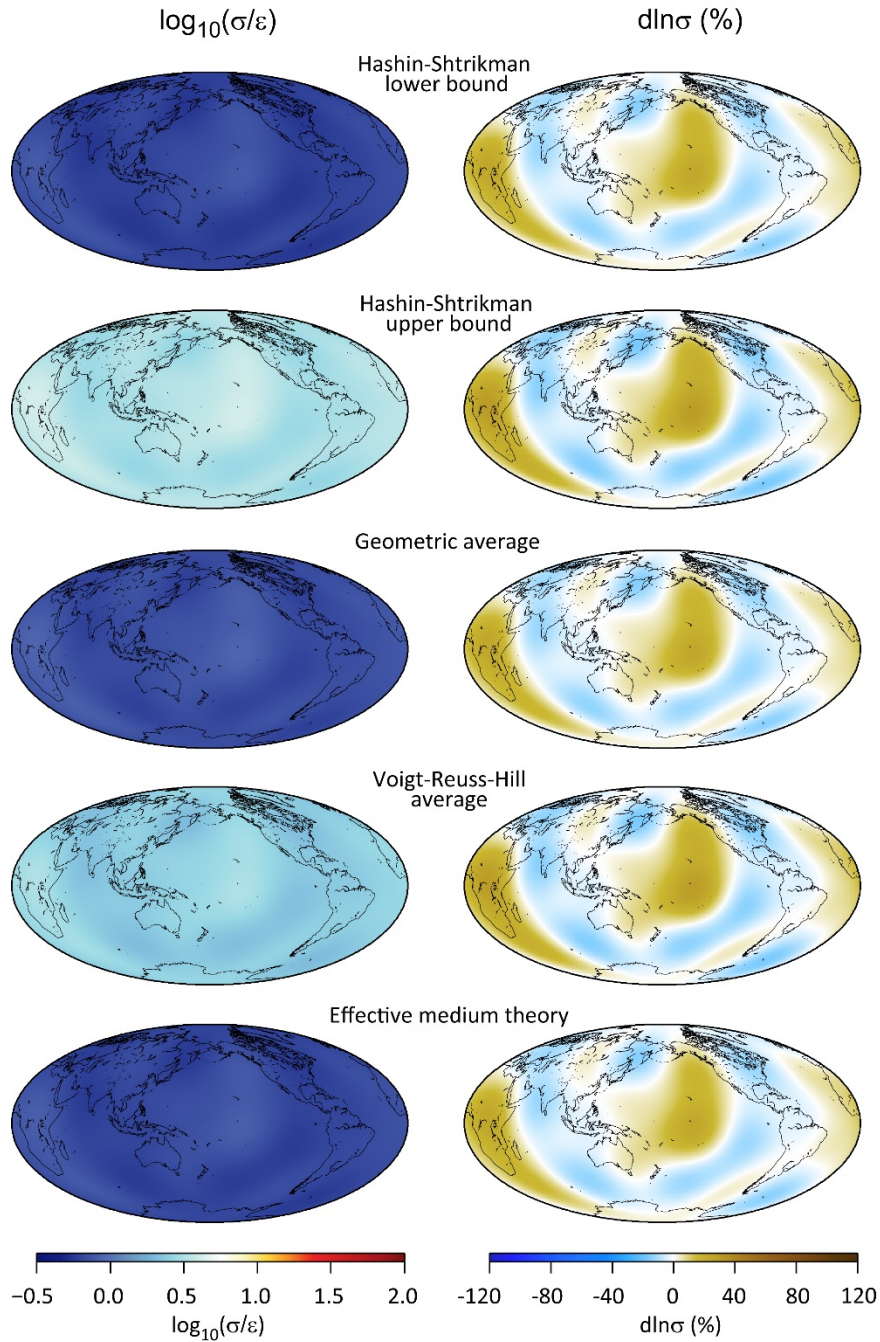 log₁₀(σ/ε)
dlnσ (%)
Hashin-Shtrikman
lower bound
Hashin-Shtrikman
upper bound
Geometric average
Voigt-Reuss-Hill
average
Effective medium theory
−0.5 0.0 0.5 1.0 1.5 2.0
log₁₀(σ/ε)
-120 -80 -40 0 40 80 120
dlnσ (%)